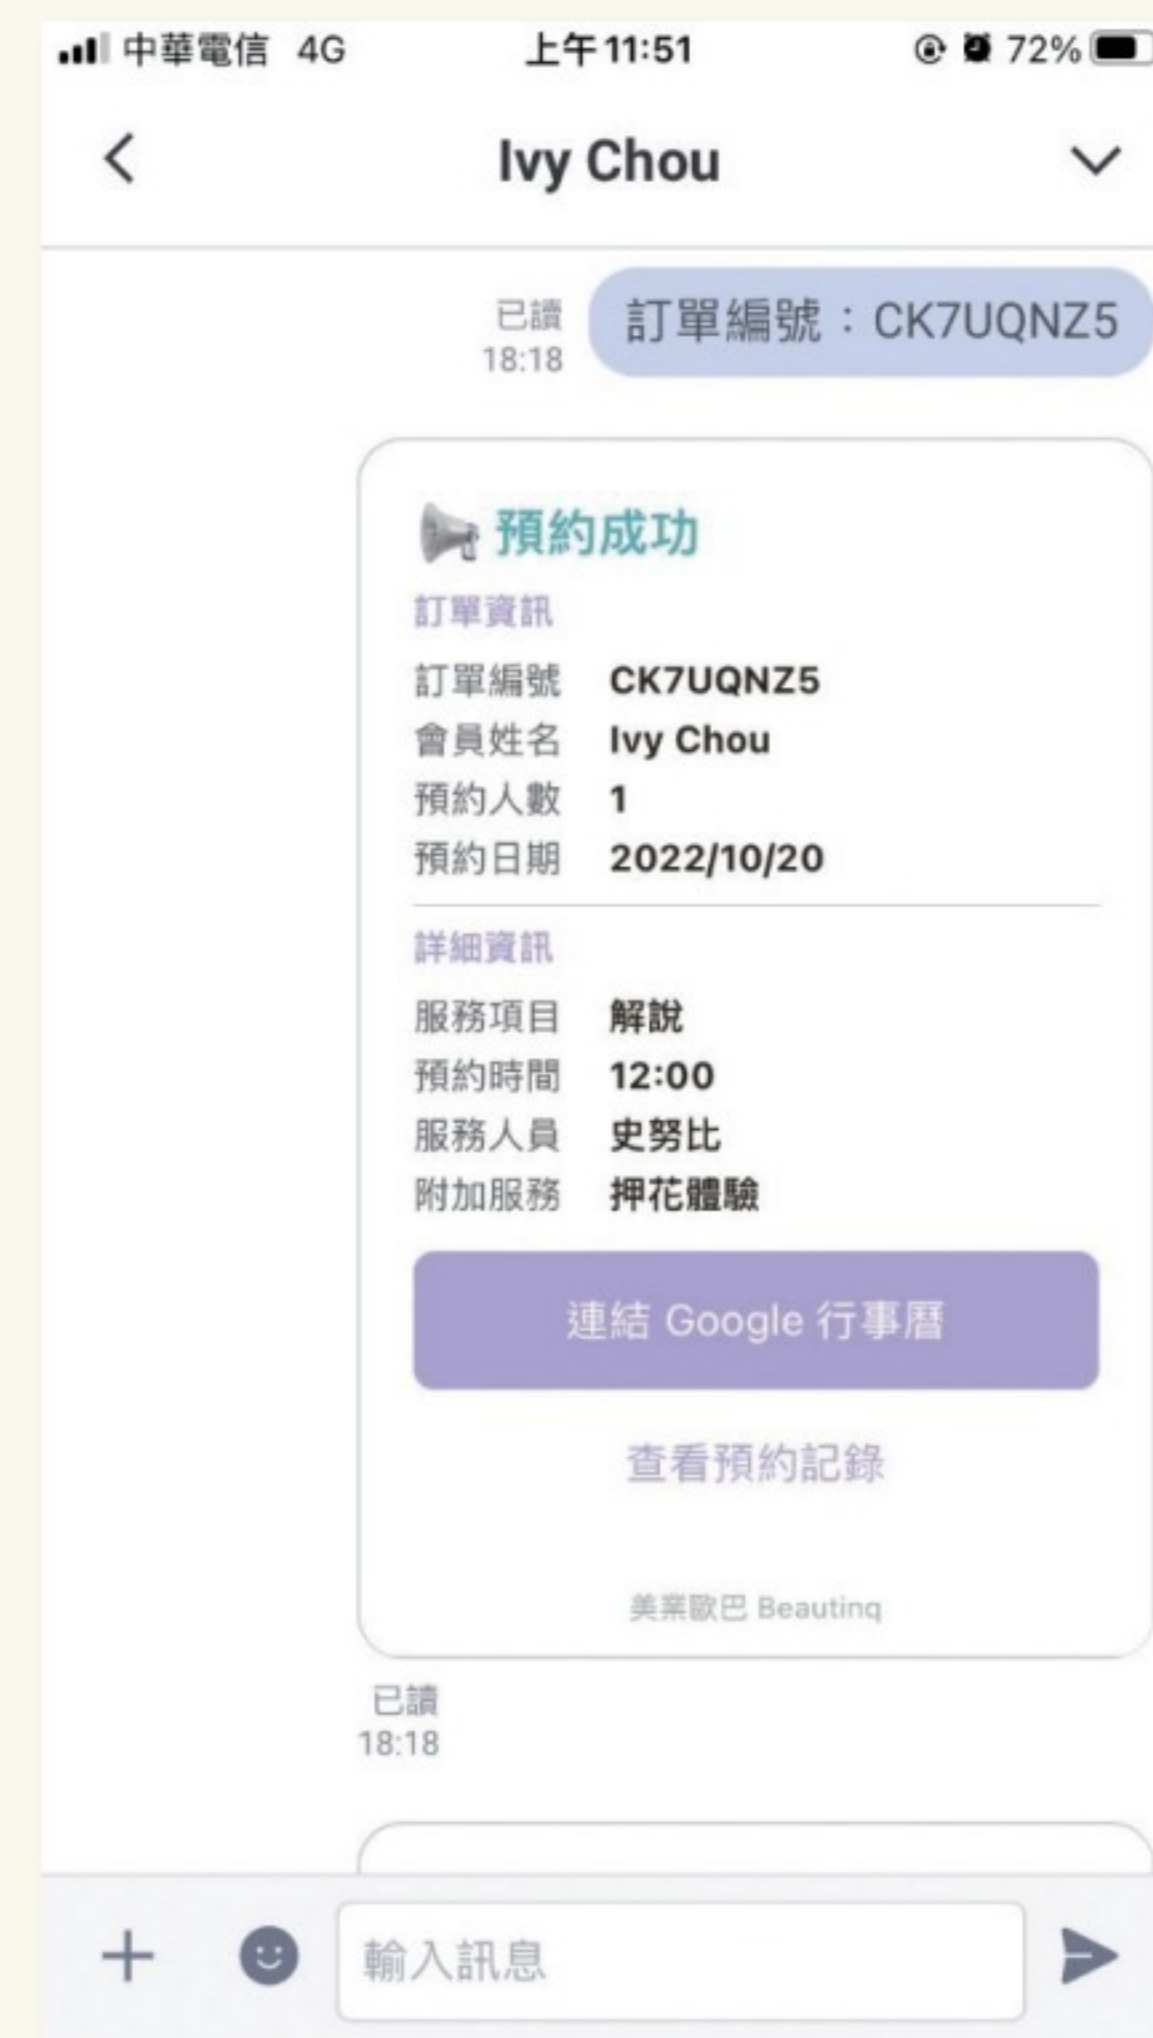 中華電信 4G 上午11:51 72%
Ivy Chou
已讀
18:18
訂單編號：CK7UQNZ5
預約成功
訂單資訊
訂單編號 CK7UQNZ5
會員姓名 Ivy Chou
預約人數 1
預約日期 2022/10/20
詳細資訊
服務項目 解說
預約時間 12:00
服務人員 史努比
附加服務 押花體驗
連結 Google 行事曆
查看預約記錄
美業歐巴 Beautinq
已讀
18:18
輸入訊息